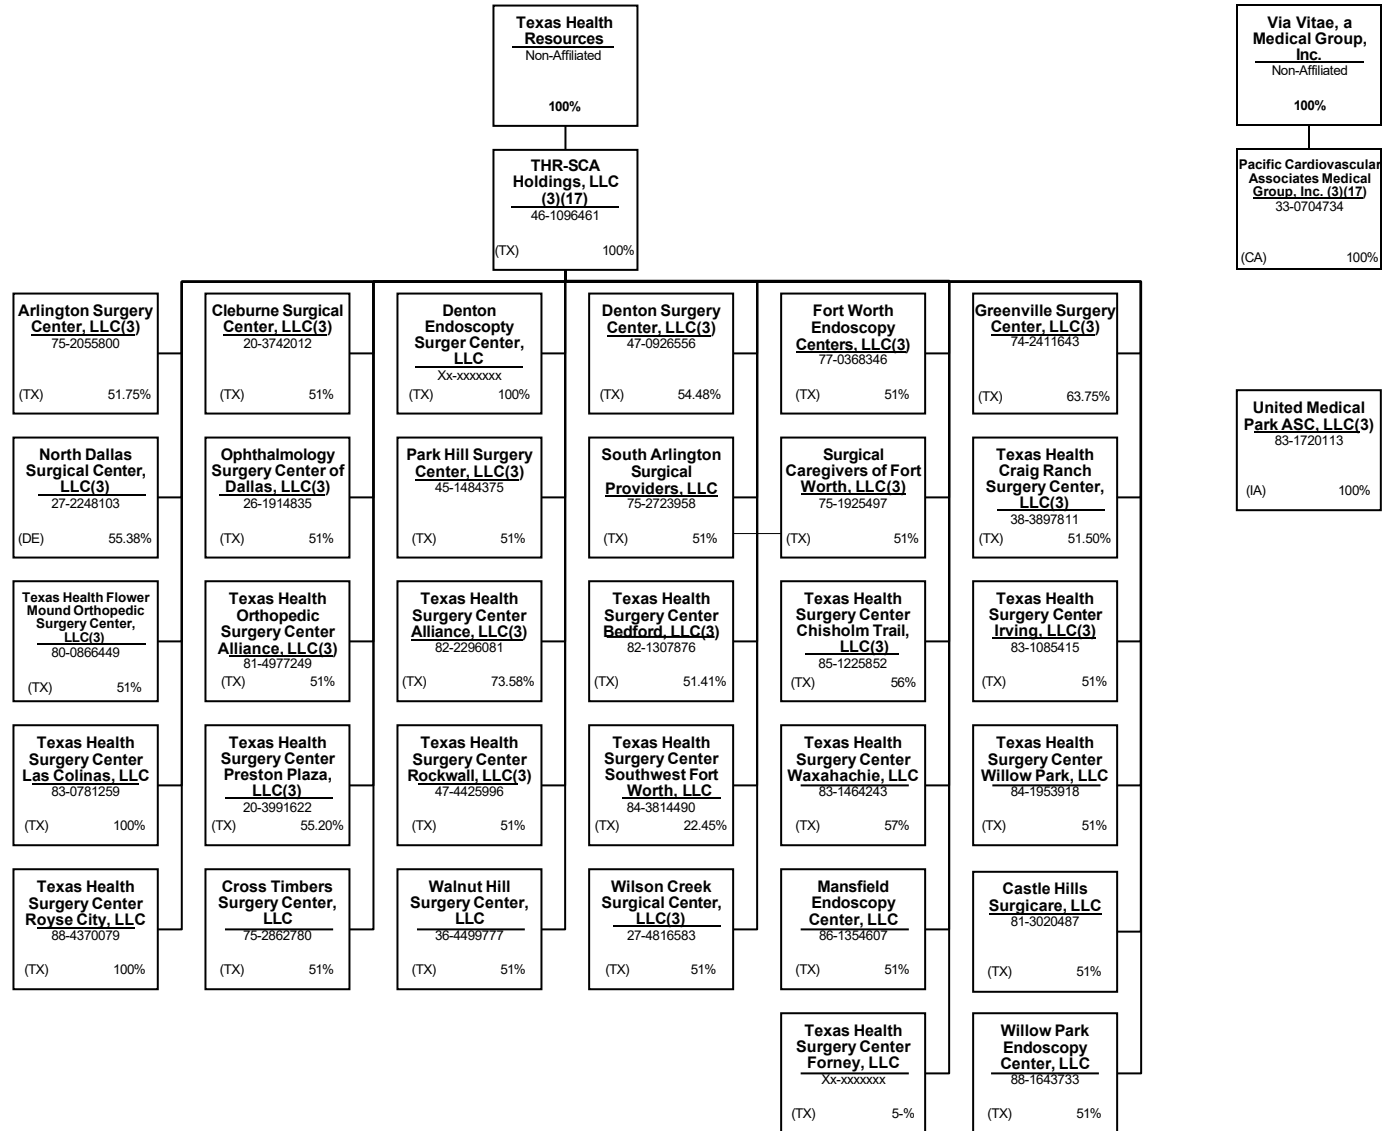 Texas Health
Resources
Non-Affiliated
100%
Via Vitae, a
Medical Group,
Inc.
Non-Affiliated
100%
THR-SCA
Holdings, LLC
(3)(17)
46-1096461
(TX) 100%
Pacific Cardiovascular
Associates Medical
Group, Inc. (3)(17)
33-0704734
(CA) 100%
Arlington Surgery
Center, LLC(3)
75-2055800
(TX) 51.75%
Cleburne Surgical
Center, LLC(3)
20-3742012
(TX) 51%
Denton
Endoscopty
Surger Center,
LLC
Xx-xxxxxxx
(TX) 100%
Denton Surgery
Center, LLC(3)
47-0926556
(TX) 54.48%
Fort Worth
Endoscopy
Centers, LLC(3)
77-0368346
(TX) 51%
Greenville Surgery
Center, LLC(3)
74-2411643
(TX) 63.75%
United Medical
Park ASC, LLC(3)
83-1720113
(IA) 100%
North Dallas
Surgical Center,
LLC(3)
27-2248103
(DE) 55.38%
Ophthalmology
Surgery Center of
Dallas, LLC(3)
26-1914835
(TX) 51%
Park Hill Surgery
Center, LLC(3)
45-1484375
(TX) 51%
South Arlington
Surgical
Providers, LLC
75-2723958
(TX) 51%
Surgical
Caregivers of Fort
Worth, LLC(3)
75-1925497
(TX) 51%
Texas Health
Craig Ranch
Surgery Center,
LLC(3)
38-3897811
(TX) 51.50%
Texas Health Flower
Mound Orthopedic
Surgery Center,
LLC(3)
80-0866449
(TX) 51%
Texas Health
Orthopedic
Surgery Center
Alliance, LLC(3)
81-4977249
(TX) 51%
Texas Health
Surgery Center
Alliance, LLC(3)
82-2296081
(TX) 73.58%
Texas Health
Surgery Center
Bedford, LLC(3)
82-1307876
(TX) 51.41%
Texas Health
Surgery Center
Chisholm Trail,
LLC(3)
85-1225852
(TX) 56%
Texas Health
Surgery Center
Irving, LLC(3)
83-1085415
(TX) 51%
Texas Health
Surgery Center
Las Colinas, LLC
83-0781259
(TX) 100%
Texas Health
Surgery Center
Preston Plaza,
LLC(3)
20-3991622
(TX) 55.20%
Texas Health
Surgery Center
Rockwall, LLC(3)
47-4425996
(TX) 51%
Texas Health
Surgery Center
Southwest Fort
Worth, LLC
84-3814490
(TX) 22.45%
Texas Health
Surgery Center
Waxahachie, LLC
83-1464243
(TX) 57%
Texas Health
Surgery Center
Willow Park, LLC
84-1953918
(TX) 51%
Texas Health
Surgery Center
Royse City, LLC
88-4370079
(TX) 100%
Cross Timbers
Surgery Center,
LLC
75-2862780
(TX) 51%
Walnut Hill
Surgery Center,
LLC
36-4499777
(TX) 51%
Wilson Creek
Surgical Center,
LLC(3)
27-4816583
(TX) 51%
Mansfield
Endoscopy
Center, LLC
86-1354607
(TX) 51%
Castle Hills
Surgicare, LLC
81-3020487
(TX) 51%
Texas Health
Surgery Center
Forney, LLC
Xx-xxxxxxx
(TX) 5-%
Willow Park
Endoscopy
Center, LLC
88-1643733
(TX) 51%